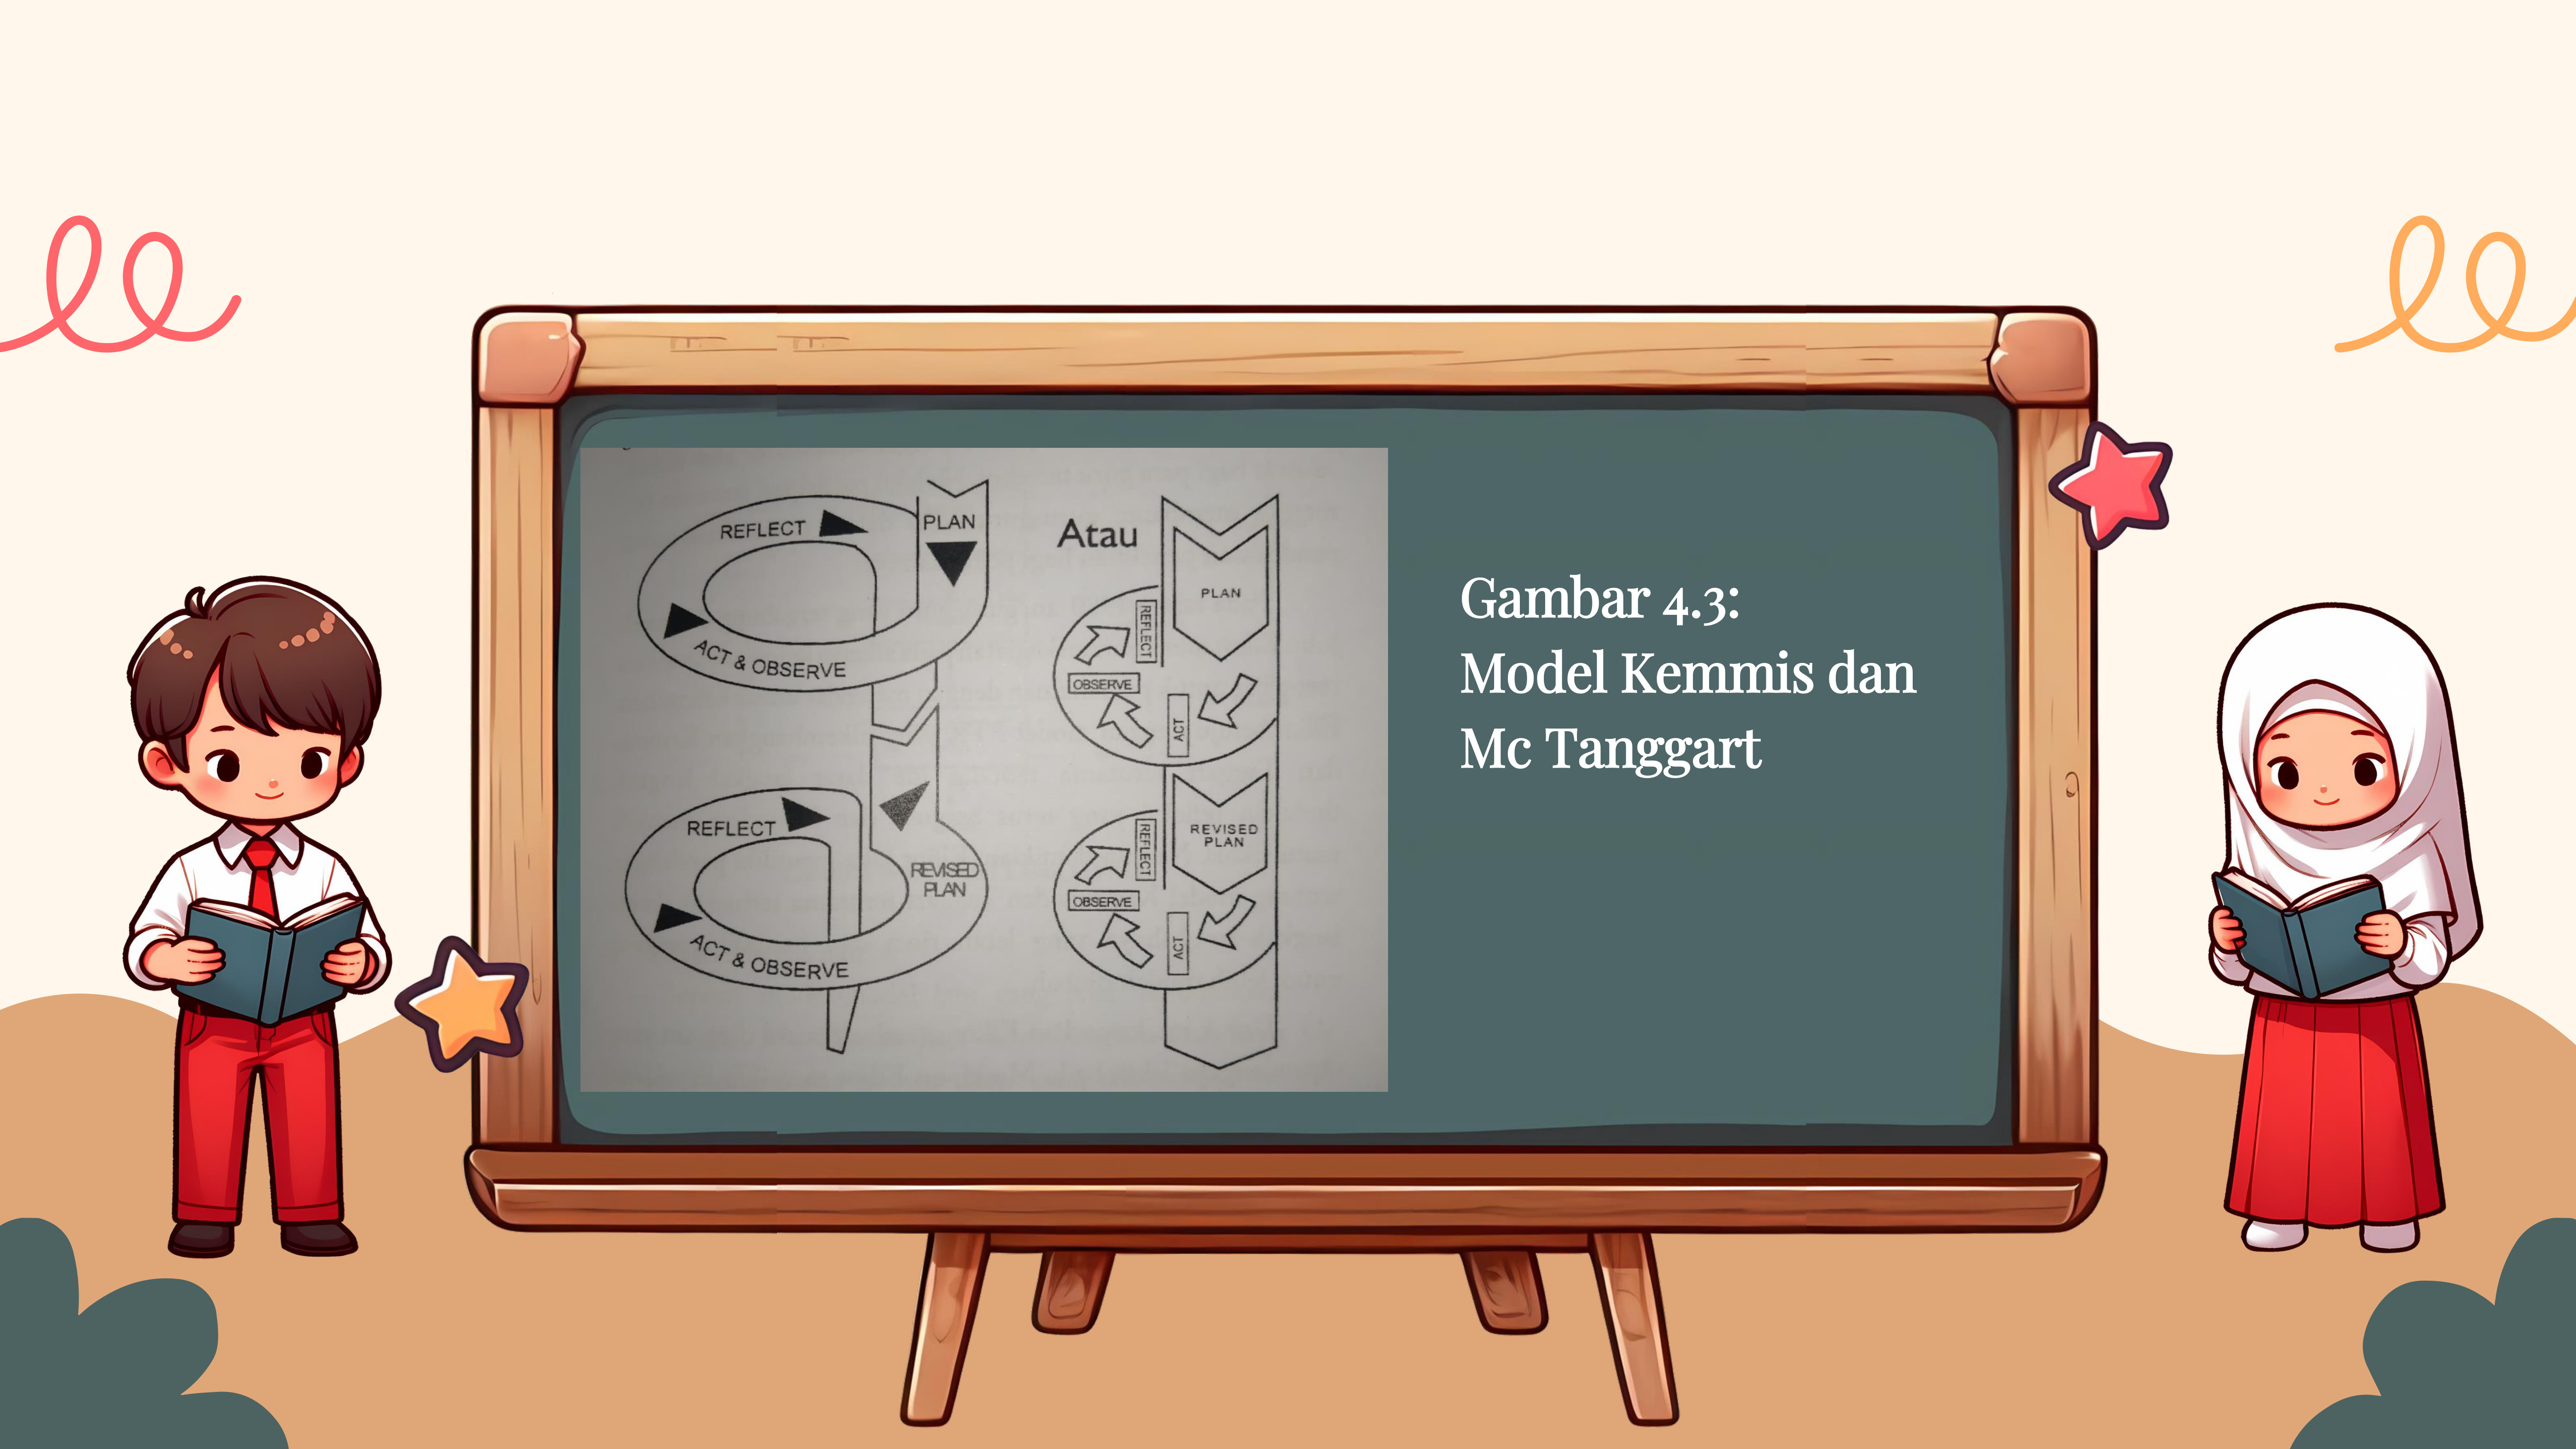 REFLECT
PLAN
ACT & OBSERVE
REFLECT
REVISED
PLAN
ACT & OBSERVE
Atau
PLAN
REFLECT
OBSERVE
ACT
REVISED
PLAN
REFLECT
OBSERVE
ACT
Gambar 4.3:
Model Kemmis dan
Mc Tanggart